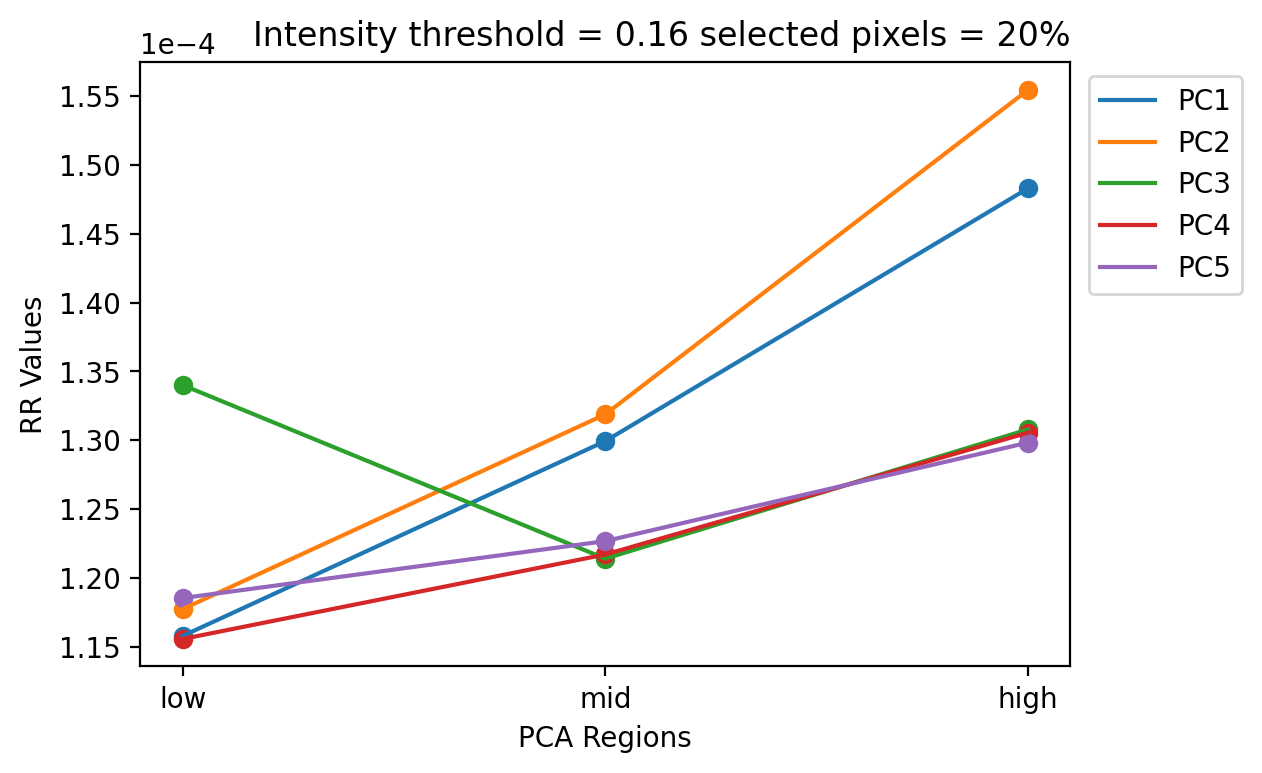 Intensity threshold = 0.16 selected pixels = 20%
1e−4
1.55
1.50
1.45
1.40
1.35
1.30
1.25
1.20
1.15
RR Values
low
mid
high
PCA Regions
PC1
PC2
PC3
PC4
PC5